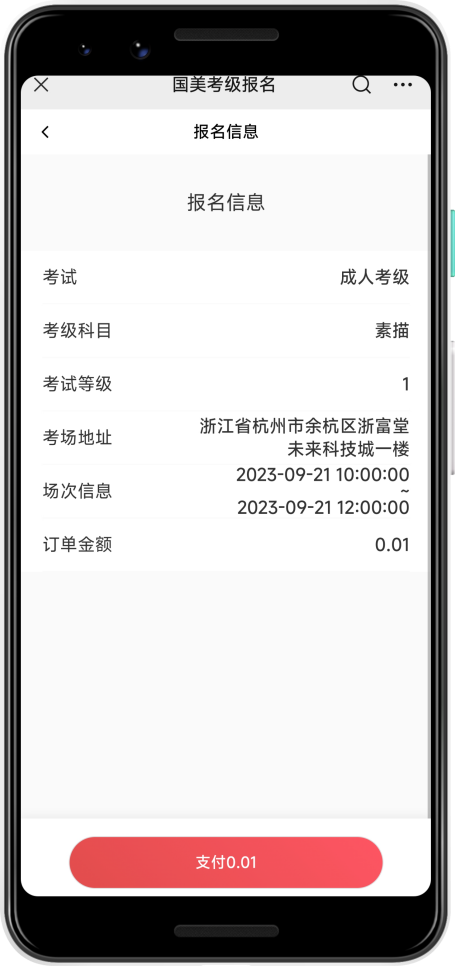 国美考级报名
报名信息
报名信息
考试 成人考级
考级科目 素描
考试等级 1
考场地址 浙江省杭州市余杭区浙富堂
未来科技城一楼
场次信息 2023-09-21 10:00:00
~
2023-09-21 12:00:00
订单金额 0.01
支付0.01